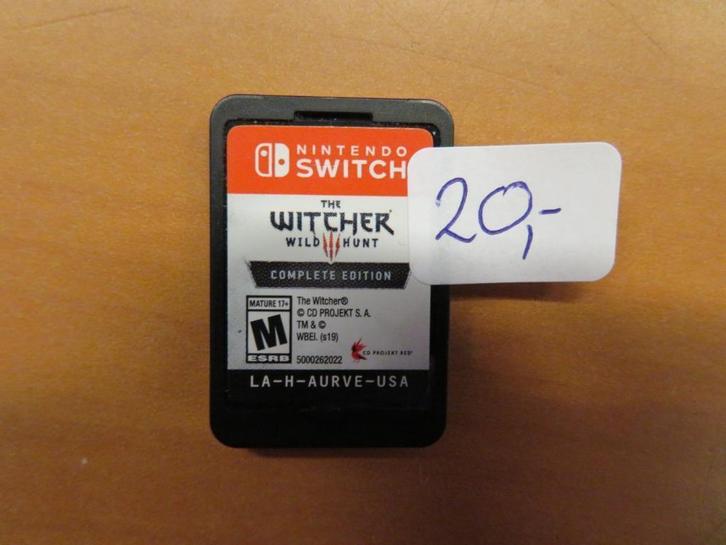 NINTENDO
SWITCH
20,-
THE
WITCHER
WILD HUNT
COMPLETE EDITION
MATURE 17+
M
ESRB
The Witcher®
© CD PROJEKT S. A.
TM & ©
WBEI. (s19)
5000262022
CD PROJEKT RED®
LA-H-AURVE-USA